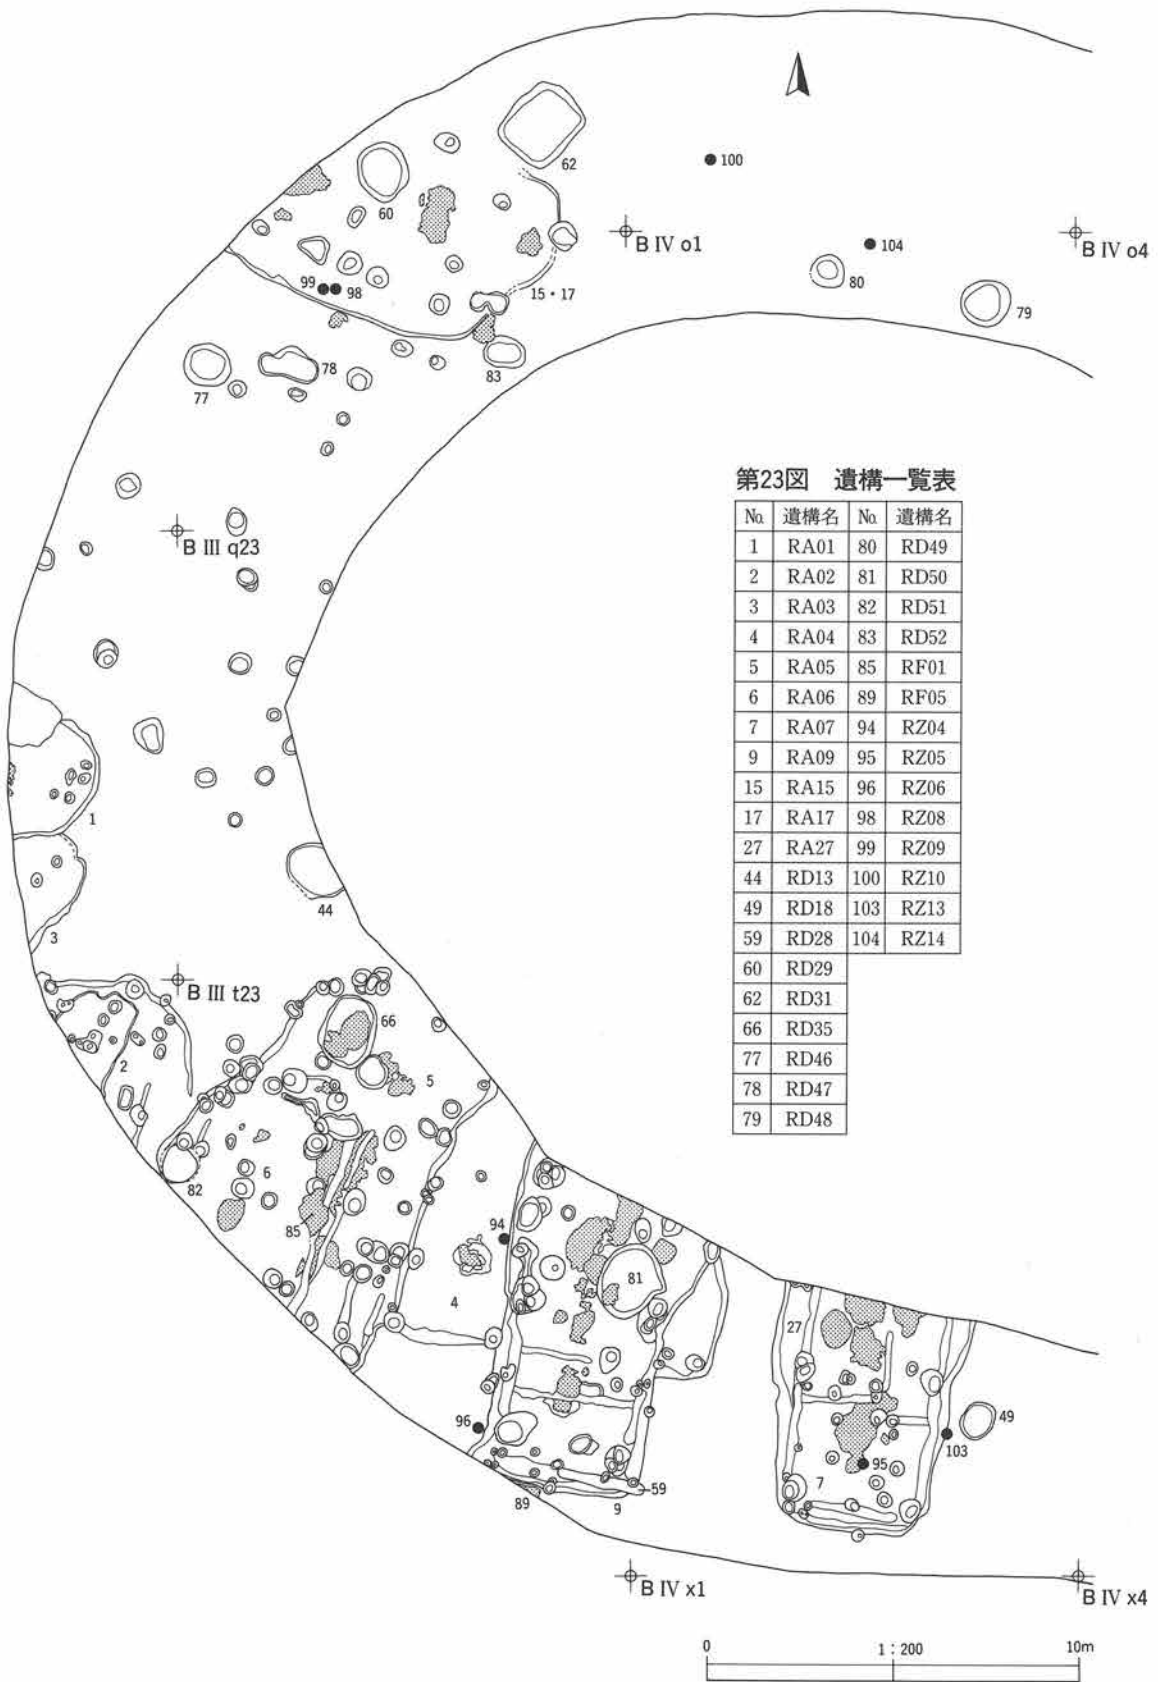 62
100
60
B IV o1
104
B IV o4
99
98
15・17
80
79
78
77
83
第23図 遺構一覧表
No. 遺構名 No. 遺構名
1 RA01 80 RD49
2 RA02 81 RD50
3 RA03 82 RD51
4 RA04 83 RD52
5 RA05 85 RF01
6 RA06 89 RF05
7 RA07 94 RZ04
9 RA09 95 RZ05
15 RA15 96 RZ06
17 RA17 98 RZ08
27 RA27 99 RZ09
44 RD13 100 RZ10
49 RD18 103 RZ13
59 RD28 104 RZ14
60 RD29
62 RD31
66 RD35
77 RD46
78 RD47
79 RD48
B III q23
1
44
3
B III t23
66
2
5
6
82
85
94
81
4
27
96
49
103
95
7
59
89
9
B IV x1
B IV x4
0 1：200 10m